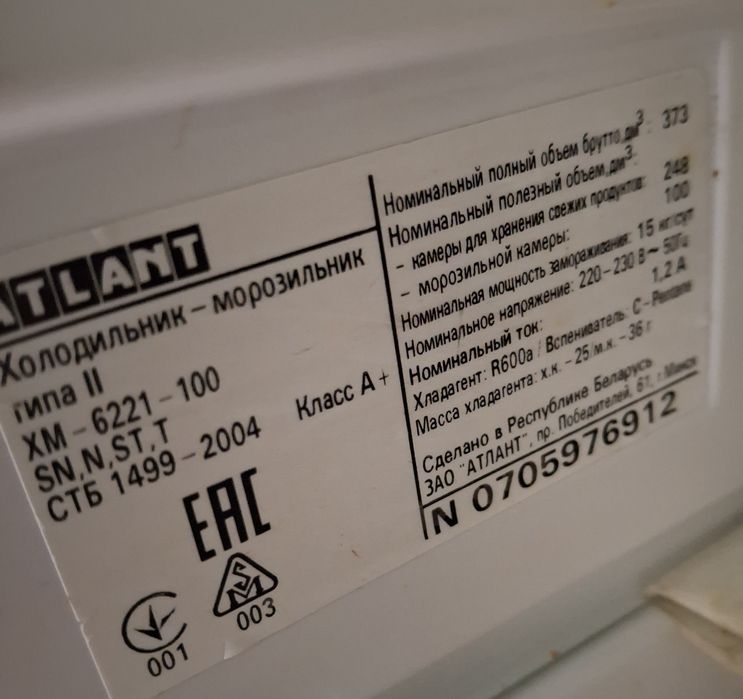 ATLANT
Холодильник – морозильник
типа II
ХМ – 6221 – 100
SN,N,ST,T
СТБ 1499 – 2004 Класс А+
EAC
001
SM
003
Номинальный полный объем брутто,дм³: 373
Номинальный полезный объем,дм³:
– камеры для хранения свежих продуктов: 248
– морозильной камеры: 100
Номинальная мощность замораживания: 15 кг/сут
Номинальное напряжение: 220–230 В ~ 50Гц
Номинальный ток: 1,2 А
Хладагент: R600a / Вспениватель: C – Pentane
Масса хладагента: х.к. – 25/м.к. – 36 г
Сделано в Республике Беларусь
ЗАО "АТЛАНТ", пр. Победителей, 61, г.Минск
N 0705976912